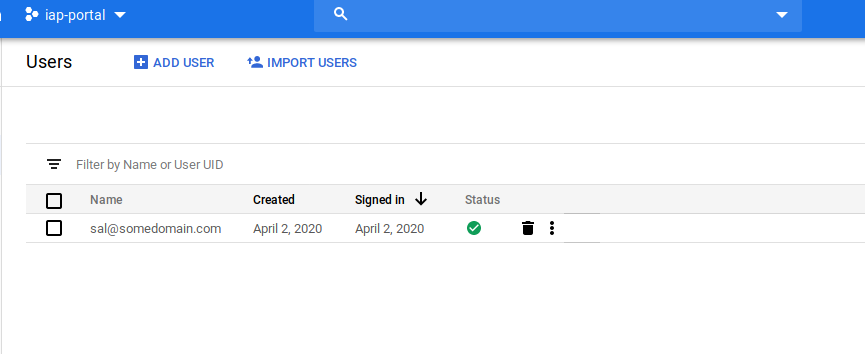 iap-portal
Users ADD USER IMPORT USERS
Filter by Name or User UID
Name Created Signed in Status
sal@somedomain.com April 2, 2020 April 2, 2020